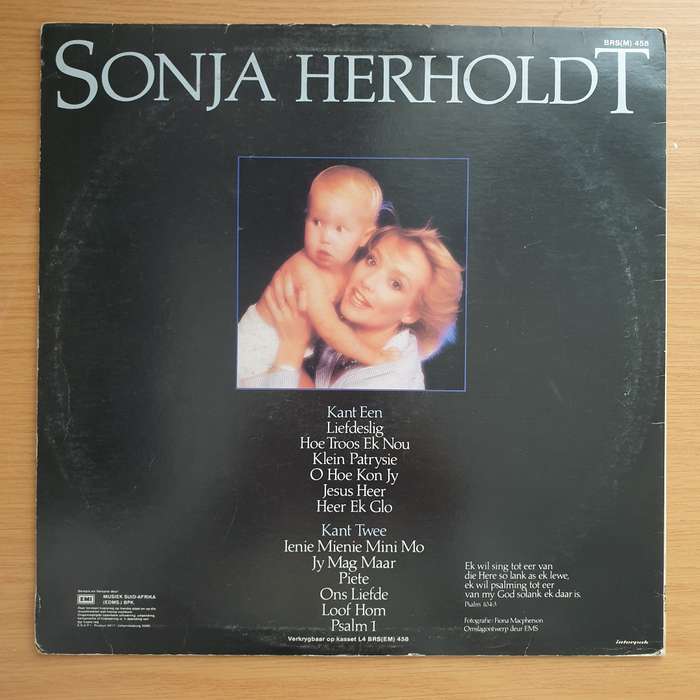 BRS(M) 458
SONJA HERHOLDT
Kant Een
Liefdeslig
Hoe Troos Ek Nou
Klein Patrysie
O Hoe Kon Jy
Jesus Heer
Heer Ek Glo
Kant Twee
Ienie Mienie Mini Mo
Jy Mag Maar
Piete
Ons Liefde
Loof Hom
Psalm 1
Verkrygbaar op kasset L4 BRS(EM) 458
EMI
MUSIEK SUID-AFRIKA
(EDMS.) BPK.
Ek wil sing tot eer van
die Here so lank as ek lewe,
ek wil psalming tot eer
van my God solank ek daar is.
Psalm 104:3
Fotografie: Fiona Macpherson
Omslagontwerp deur EMS
interpak